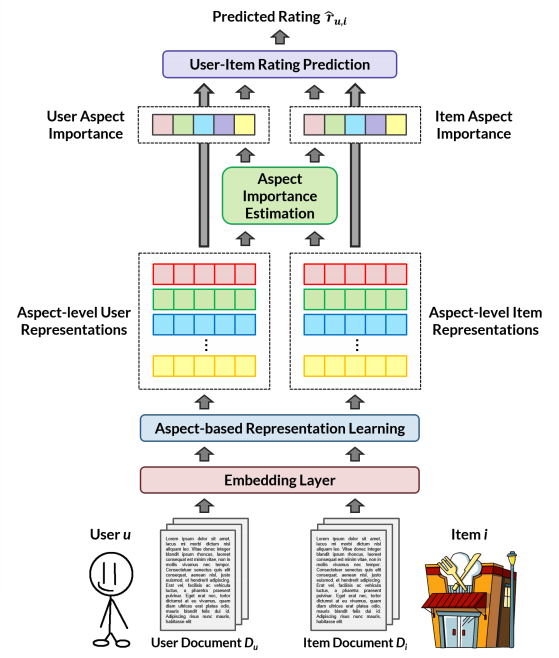 Predicted Rating r̂u,i
User-Item Rating Prediction
User Aspect
Importance
Item Aspect
Importance
Aspect
Importance
Estimation
Aspect-level User
Representations
Aspect-level Item
Representations
Aspect-based Representation Learning
Embedding Layer
User u
Item i
Lorem ipsum dolor sit amet,
lacus mi morbi dictum nisl
aliquam leo. Vitae donec integer
blandit ipsum rhoncus, laoreet
consequat est mimi vitae, non in
mollis vivamus nec tempor.
Consectetuer somectus quis elit
consequat, aenean nisl, justo
euismod, et hendrerit adipiscing.
Erat vel, facilisis ac vehicula
luctus, a pharetra praesent
pulvinar. Eget erat nec, tortor
dictumst at eu vivamus, quam
diam ultrices erat platea odio,
mauris blandit felis dui id.
Adipiscing risus cum mauris,
habitasse elit
Lorem ipsum dolor sit amet,
lacus mi morbi dictum nisl
aliquam leo. Vitae donec integer
blandit ipsum rhoncus, laoreet
consequat est mimi vitae, non in
mollis vivamus nec tempor.
Consectetuer somectus quis elit
consequat, aenean nisl, justo
euismod, et hendrerit adipiscing.
Erat vel, facilisis ac vehicula
luctus, a pharetra praesent
pulvinar. Eget erat nec, tortor
dictumst at eu vivamus, quam
diam ultrices erat platea odio,
mauris blandit felis dui id.
Adipiscing risus cum mauris,
habitasse elit
User Document Du
Item Document Di